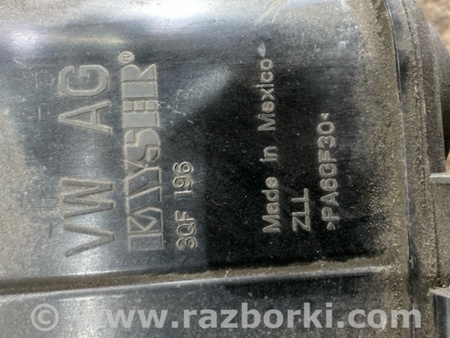 VW AG
KAYSER®
3QF 196
Made in Mexico
ZLL
>PA6GF30<
www.razborki.com